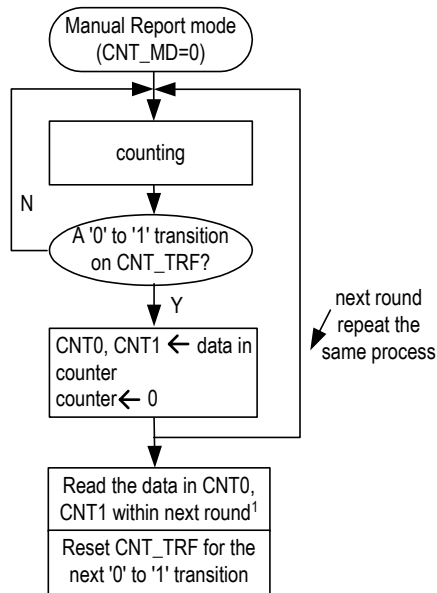 Manual Report mode
(CNT_MD=0)
counting
N
A '0' to '1' transition
on CNT_TRF?
Y
next round
repeat the
same process
CNT0, CNT1 ← data in
counter
counter← 0
Read the data in CNT0,
CNT1 within next round¹
Reset CNT_TRF for the
next '0' to '1' transition